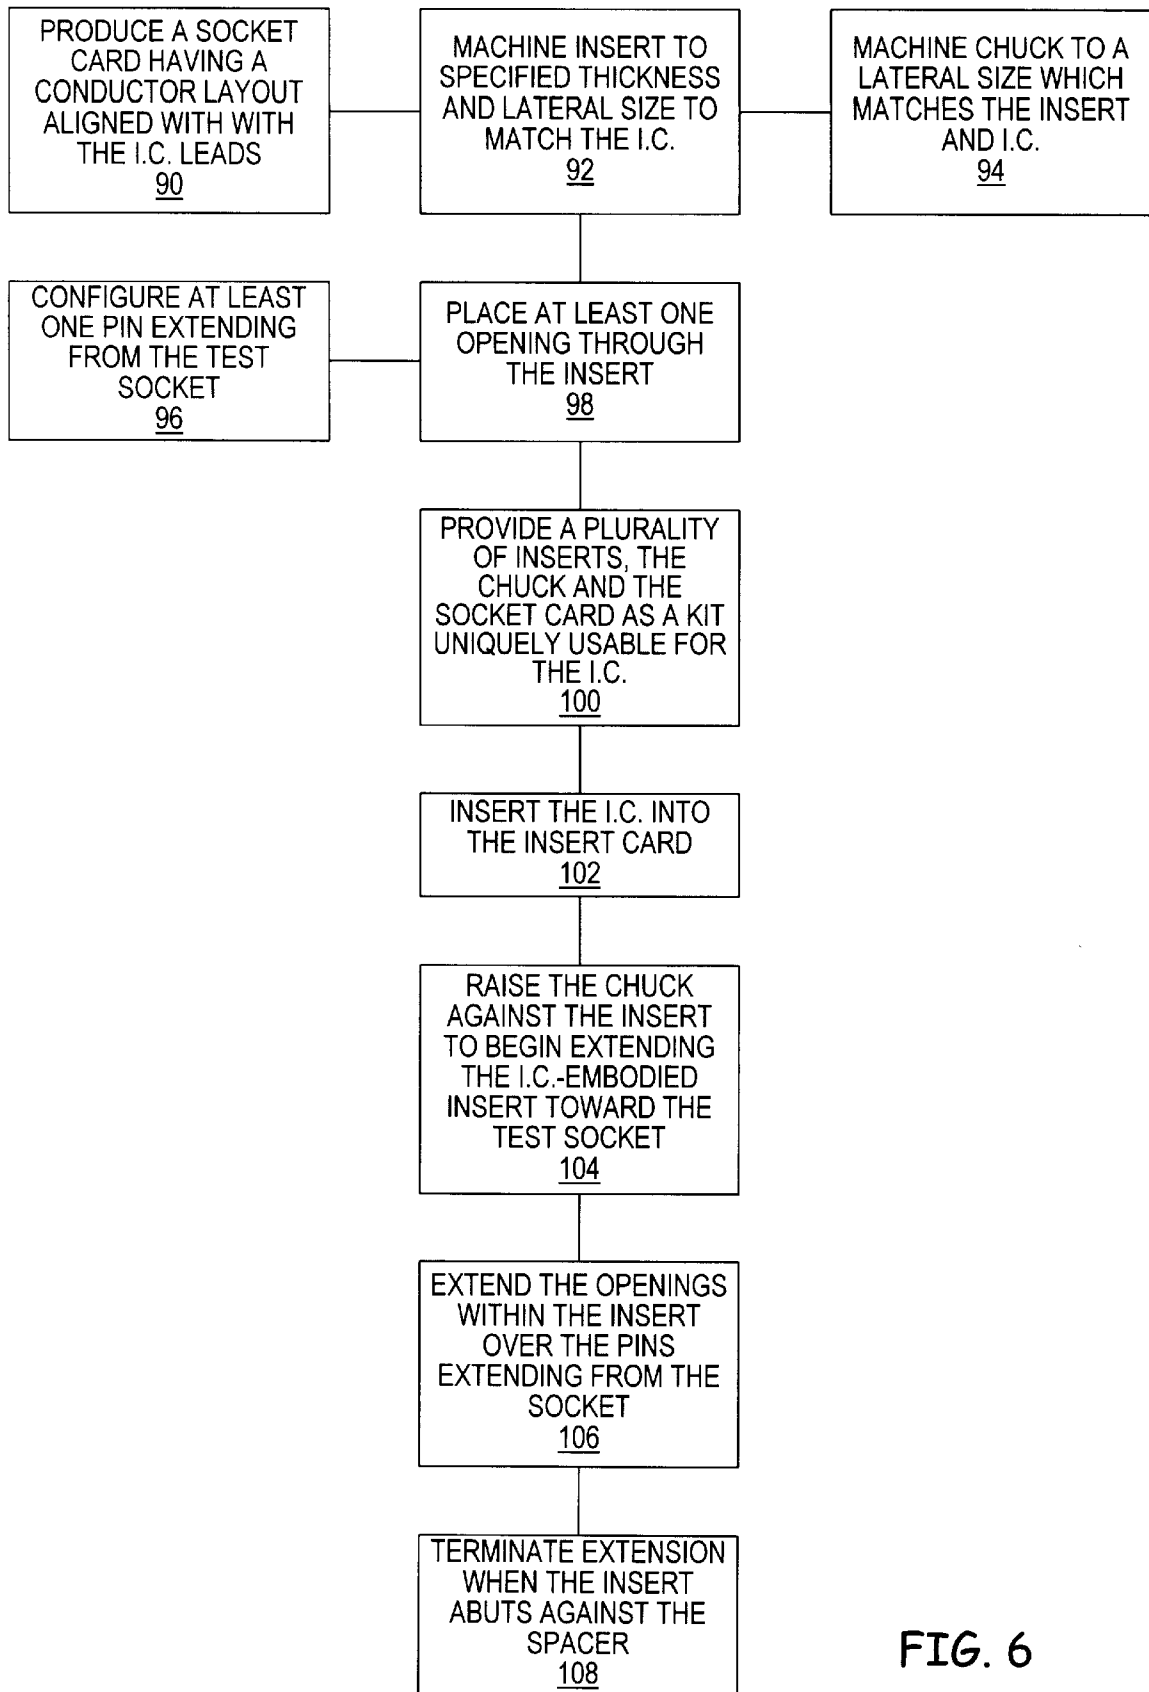 PRODUCE A SOCKET
CARD HAVING A
CONDUCTOR LAYOUT
ALIGNED WITH WITH
THE I.C. LEADS
90
MACHINE INSERT TO
SPECIFIED THICKNESS
AND LATERAL SIZE TO
MATCH THE I.C.
92
MACHINE CHUCK TO A
LATERAL SIZE WHICH
MATCHES THE INSERT
AND I.C.
94
CONFIGURE AT LEAST
ONE PIN EXTENDING
FROM THE TEST
SOCKET
96
PLACE AT LEAST ONE
OPENING THROUGH
THE INSERT
98
PROVIDE A PLURALITY
OF INSERTS, THE
CHUCK AND THE
SOCKET CARD AS A KIT
UNIQUELY USABLE FOR
THE I.C.
100
INSERT THE I.C. INTO
THE INSERT CARD
102
RAISE THE CHUCK
AGAINST THE INSERT
TO BEGIN EXTENDING
THE I.C.-EMBODIED
INSERT TOWARD THE
TEST SOCKET
104
EXTEND THE OPENINGS
WITHIN THE INSERT
OVER THE PINS
EXTENDING FROM THE
SOCKET
106
TERMINATE EXTENSION
WHEN THE INSERT
ABUTS AGAINST THE
SPACER
108
FIG. 6